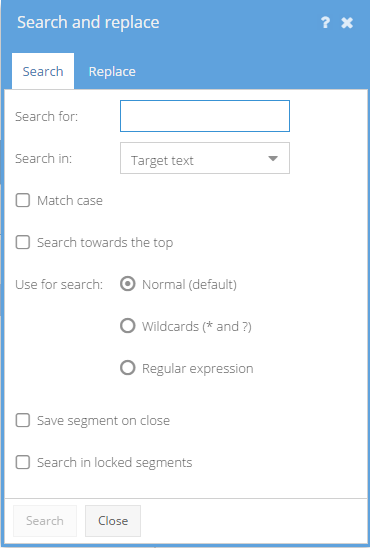 Search and replace ?
Search Replace
Search for:
Search in: Target text
Match case
Search towards the top
Use for search: Normal (default)
Wildcards (* and ?)
Regular expression
Save segment on close
Search in locked segments
Search Close